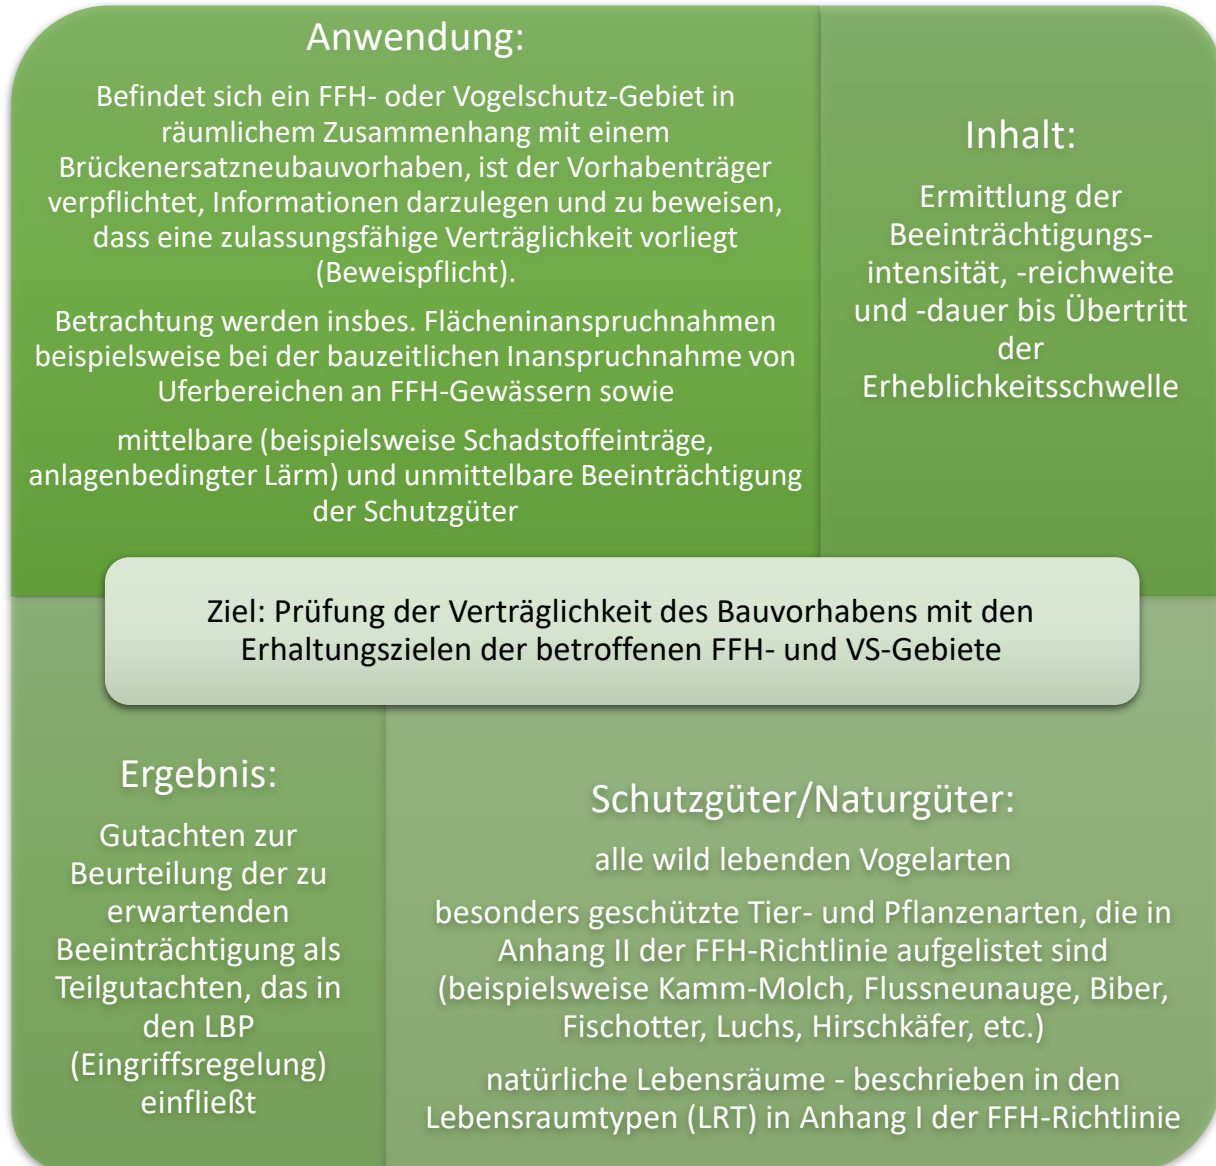 Anwendung:
Befindet sich ein FFH- oder Vogelschutz-Gebiet in
räumlichem Zusammenhang mit einem
Brückenersatzneubauvorhaben, ist der Vorhabenträger
verpflichtet, Informationen darzulegen und zu beweisen,
dass eine zulassungsfähige Verträglichkeit vorliegt
(Beweispflicht).
Betrachtung werden insbes. Flächeninanspruchnahmen
beispielsweise bei der bauzeitlichen Inanspruchnahme von
Uferbereichen an FFH-Gewässern sowie
mittelbare (beispielsweise Schadstoffeinträge,
anlagenbedingter Lärm) und unmittelbare Beeinträchtigung
der Schutzgüter
Inhalt:
Ermittlung der
Beeinträchtigungs-
intensität, -reichweite
und -dauer bis Übertritt
der
Erheblichkeitsschwelle
Ziel: Prüfung der Verträglichkeit des Bauvorhabens mit den
Erhaltungszielen der betroffenen FFH- und VS-Gebiete
Ergebnis:
Gutachten zur
Beurteilung der zu
erwartenden
Beeinträchtigung als
Teilgutachten, das in
den LBP
(Eingriffsregelung)
einfließt
Schutzgüter/Naturgüter:
alle wild lebenden Vogelarten
besonders geschützte Tier- und Pflanzenarten, die in
Anhang II der FFH-Richtlinie aufgelistet sind
(beispielsweise Kamm-Molch, Flussneunauge, Biber,
Fischotter, Luchs, Hirschkäfer, etc.)
natürliche Lebensräume - beschrieben in den
Lebensraumtypen (LRT) in Anhang I der FFH-Richtlinie